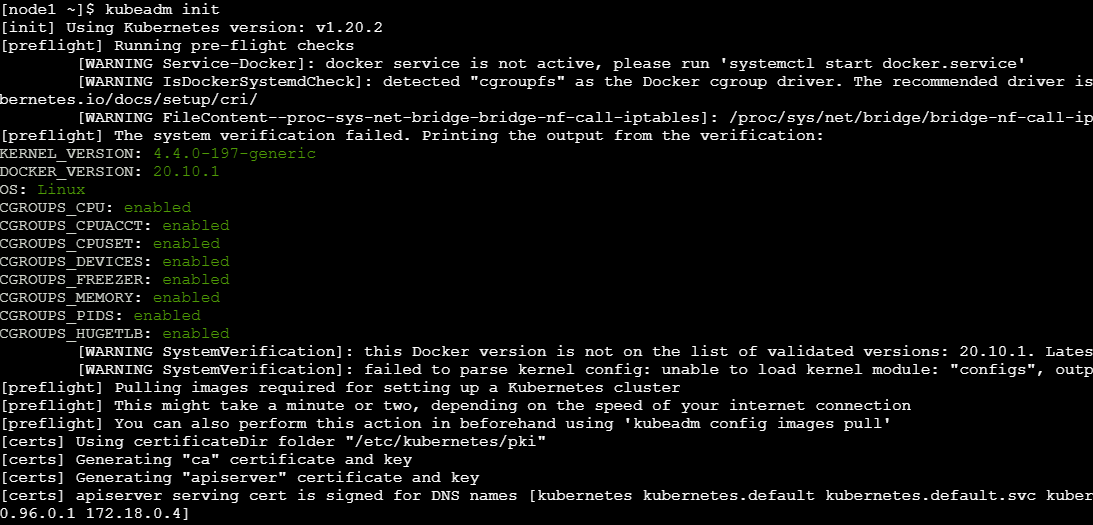 [node1 ~]$ kubeadm init
[init] Using Kubernetes version: v1.20.2
[preflight] Running pre-flight checks
        [WARNING Service-Docker]: docker service is not active, please run 'systemctl start docker.service'
        [WARNING IsDockerSystemdCheck]: detected "cgroupfs" as the Docker cgroup driver. The recommended driver is
bernetes.io/docs/setup/cri/
        [WARNING FileContent--proc-sys-net-bridge-bridge-nf-call-iptables]: /proc/sys/net/bridge/bridge-nf-call-ip
[preflight] The system verification failed. Printing the output from the verification:
KERNEL_VERSION: 4.4.0-197-generic
DOCKER_VERSION: 20.10.1
OS: Linux
CGROUPS_CPU: enabled
CGROUPS_CPUACCT: enabled
CGROUPS_CPUSET: enabled
CGROUPS_DEVICES: enabled
CGROUPS_FREEZER: enabled
CGROUPS_MEMORY: enabled
CGROUPS_PIDS: enabled
CGROUPS_HUGETLB: enabled
        [WARNING SystemVerification]: this Docker version is not on the list of validated versions: 20.10.1. Lates
        [WARNING SystemVerification]: failed to parse kernel config: unable to load kernel module: "configs", outp
[preflight] Pulling images required for setting up a Kubernetes cluster
[preflight] This might take a minute or two, depending on the speed of your internet connection
[preflight] You can also perform this action in beforehand using 'kubeadm config images pull'
[certs] Using certificateDir folder "/etc/kubernetes/pki"
[certs] Generating "ca" certificate and key
[certs] Generating "apiserver" certificate and key
[certs] apiserver serving cert is signed for DNS names [kubernetes kubernetes.default kubernetes.default.svc kuber
0.96.0.1 172.18.0.4]